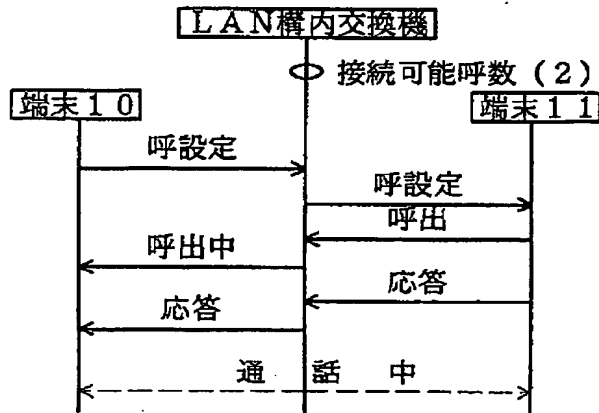 LAN構内交換機
接続可能呼数(2)
端末10
端末11
呼設定
呼設定
呼出
呼出中
応答
応答
通話中